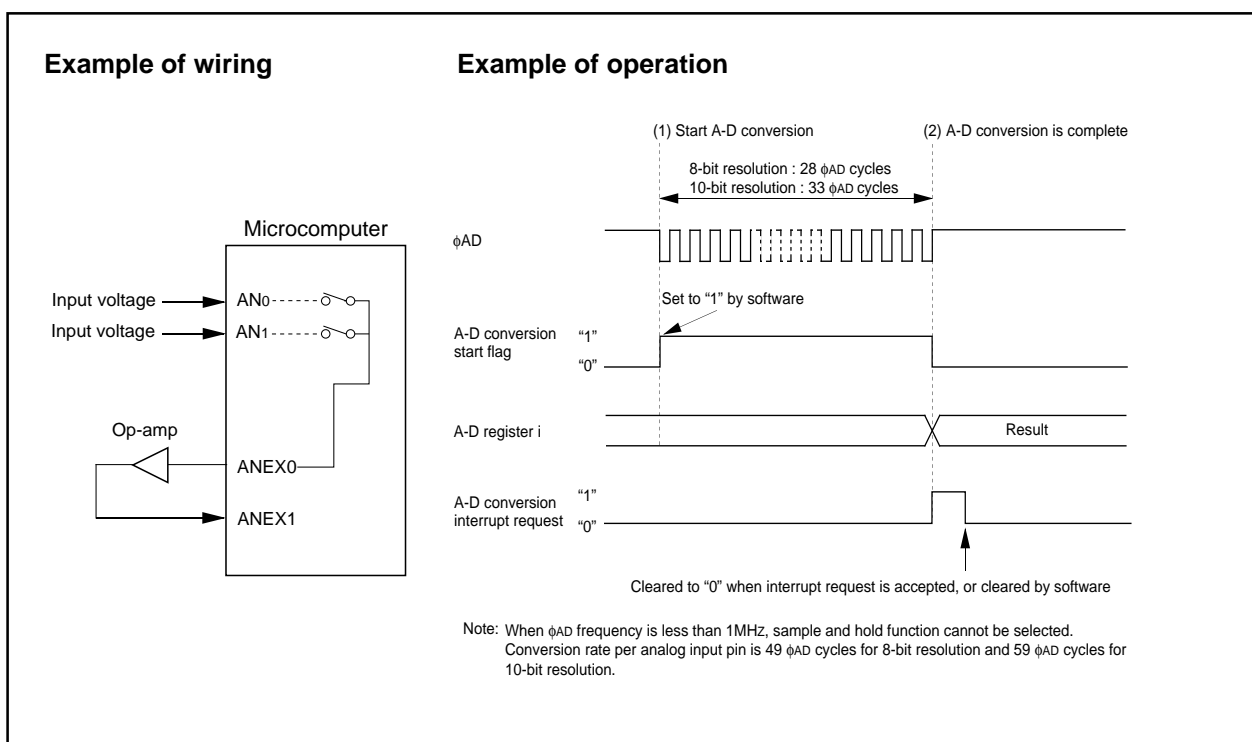 Example of wiring
Example of operation
Microcomputer
Input voltage
AN0
Input voltage
AN1
Op-amp
ANEX0
ANEX1
(1) Start A-D conversion
(2) A-D conversion is complete
8-bit resolution : 28 ϕAD cycles
10-bit resolution : 33 ϕAD cycles
ϕAD
Set to “1” by software
A-D conversion
start flag
“1”
“0”
A-D register i
Result
A-D conversion
interrupt request
“1”
“0”
Cleared to “0” when interrupt request is accepted, or cleared by software
Note: When ϕAD frequency is less than 1MHZ, sample and hold function cannot be selected.
Conversion rate per analog input pin is 49 ϕAD cycles for 8-bit resolution and 59 ϕAD cycles for
10-bit resolution.